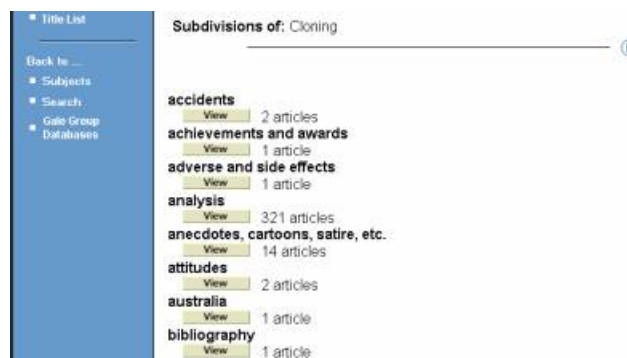 Title List
Back to ...
Subjects
Search
Gale Group
Databases
Subdivisions of: Cloning
accidents
View 2 articles
achievements and awards
View 1 article
adverse and side effects
View 1 article
analysis
View 321 articles
anecdotes, cartoons, satire, etc.
View 14 articles
attitudes
View 2 articles
australia
View 1 article
bibliography
View 1 article